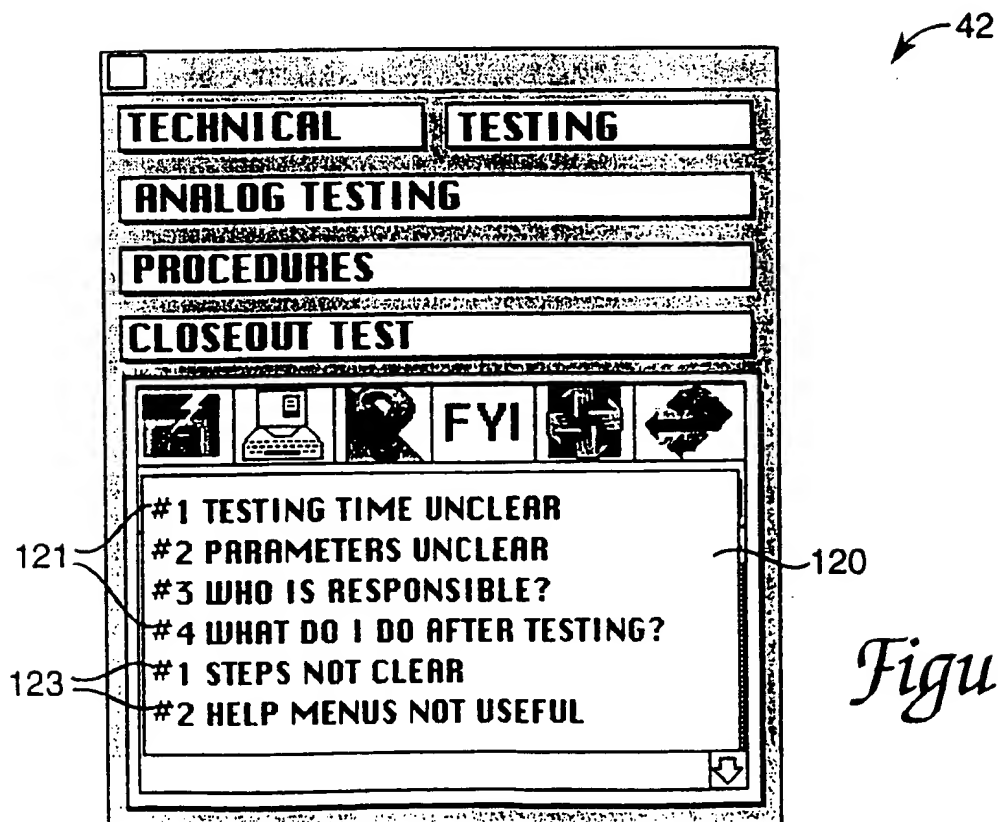 42
TECHNICAL TESTING
ANALOG TESTING
PROCEDURES
CLOSEOUT TEST
FYI
#1 TESTING TIME UNCLEAR
#2 PARAMETERS UNCLEAR
121
120
#3 WHO IS RESPONSIBLE?
#4 WHAT DO I DO AFTER TESTING?
#1 STEPS NOT CLEAR
123
#2 HELP MENUS NOT USEFUL
Figu